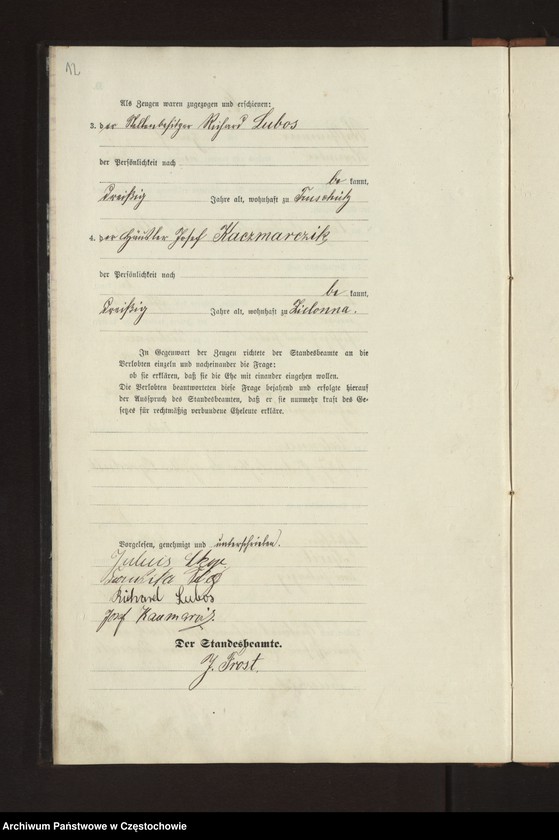 12
Als Zeugen waren zugezogen und erschienen:
3. der Stellenbesitzer Richard Lubos
der Persönlichkeit nach
be kannt,
dreißig Jahre alt, wohnhaft zu
4. der Häusler Josef Kaczmarczik
der Persönlichkeit nach
be kannt,
dreißig Jahre alt, wohnhaft zu Zielonna.
In Gegenwart der Zeugen richtete der Standesbeamte an die
Verlobten einzeln und nacheinander die Frage:
ob sie erklären, daß sie die Ehe mit einander eingehen wollen.
Die Verlobten beantworteten diese Frage bejahend und erfolgte hierauf
der Ausspruch des Standesbeamten, daß er sie nunmehr kraft des Ge-
setzes für rechtmäßig verbundene Eheleute erkläre.
Vorgelesen, genehmigt und unterschrieben.
Julius
Richard Lubos
Josef
Der Standesbeamte.
J. Frost.
Archiwum Państwowe w Częstochowie